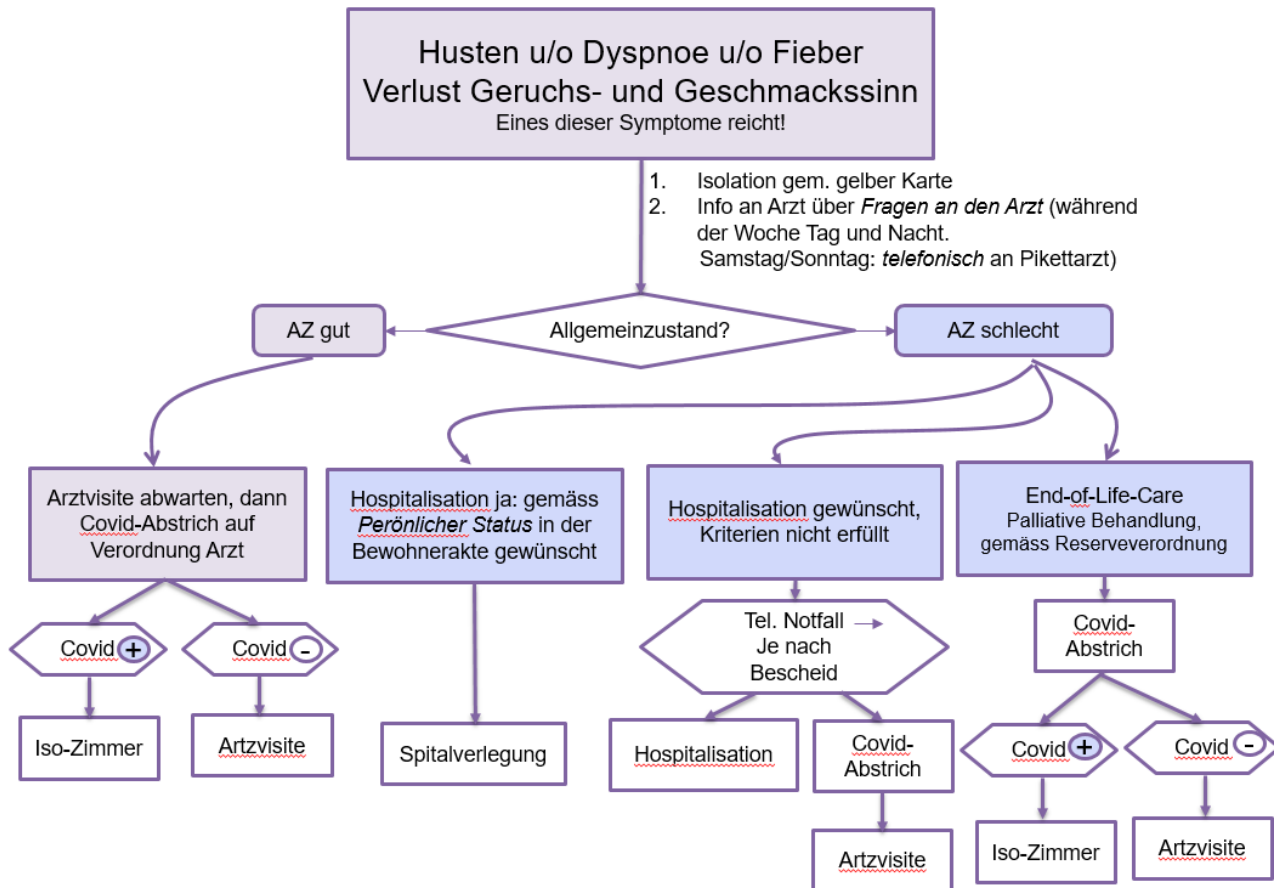 Husten u/o Dyspnoe u/o Fieber
Verlust Geruchs- und Geschmackssinn
Eines dieser Symptome reicht!
1. Isolation gem. gelber Karte
2. Info an Arzt über Fragen an den Arzt (während
der Woche Tag und Nacht.
Samstag/Sonntag: telefonisch an Pikettarzt)
AZ gut
Allgemeinzustand?
AZ schlecht
Arztvisite abwarten, dann
Covid-Abstrich auf
Verordnung Arzt
Hospitalisation ja: gemäss
Perönlicher Status in der
Bewohnerakte gewünscht
Hospitalisation gewünscht,
Kriterien nicht erfüllt
End-of-Life-Care
Palliative Behandlung,
gemäss Reserveverordnung
Covid +
Covid -
Tel. Notfall →
Je nach
Bescheid
Covid-
Abstrich
Iso-Zimmer
Artzvisite
Spitalverlegung
Hospitalisation
Covid-
Abstrich
Covid +
Covid -
Artzvisite
Iso-Zimmer
Artzvisite